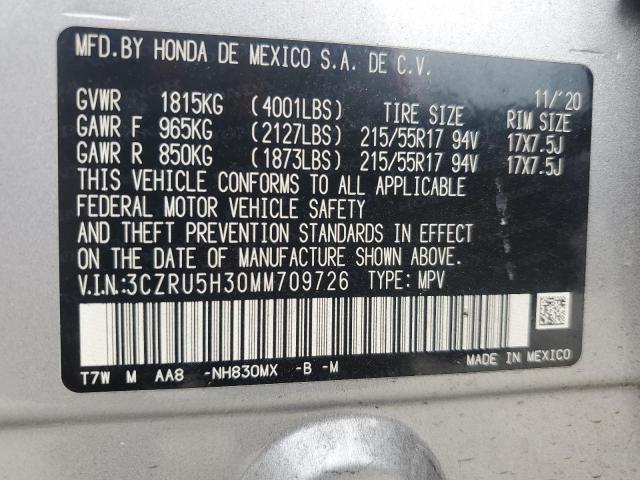 MFD. BY HONDA DE MEXICO S.A. DE C.V.
11/'20
GVWR 1815KG (4001LBS) TIRE SIZE RIM SIZE
GAWR F 965KG (2127LBS) 215/55R17 94V 17X7.5J
GAWR R 850KG (1873LBS) 215/55R17 94V 17X7.5J
THIS VEHICLE CONFORMS TO ALL APPLICABLE
FEDERAL MOTOR VEHICLE SAFETY
AND THEFT PREVENTION STANDARDS IN EFFECT
ON THE DATE OF MANUFACTURE SHOWN ABOVE.
V.I.N.:3CZRU5H30MM709726 TYPE: MPV
MADE IN MEXICO
T7W M AA8 -NH830MX -B -M